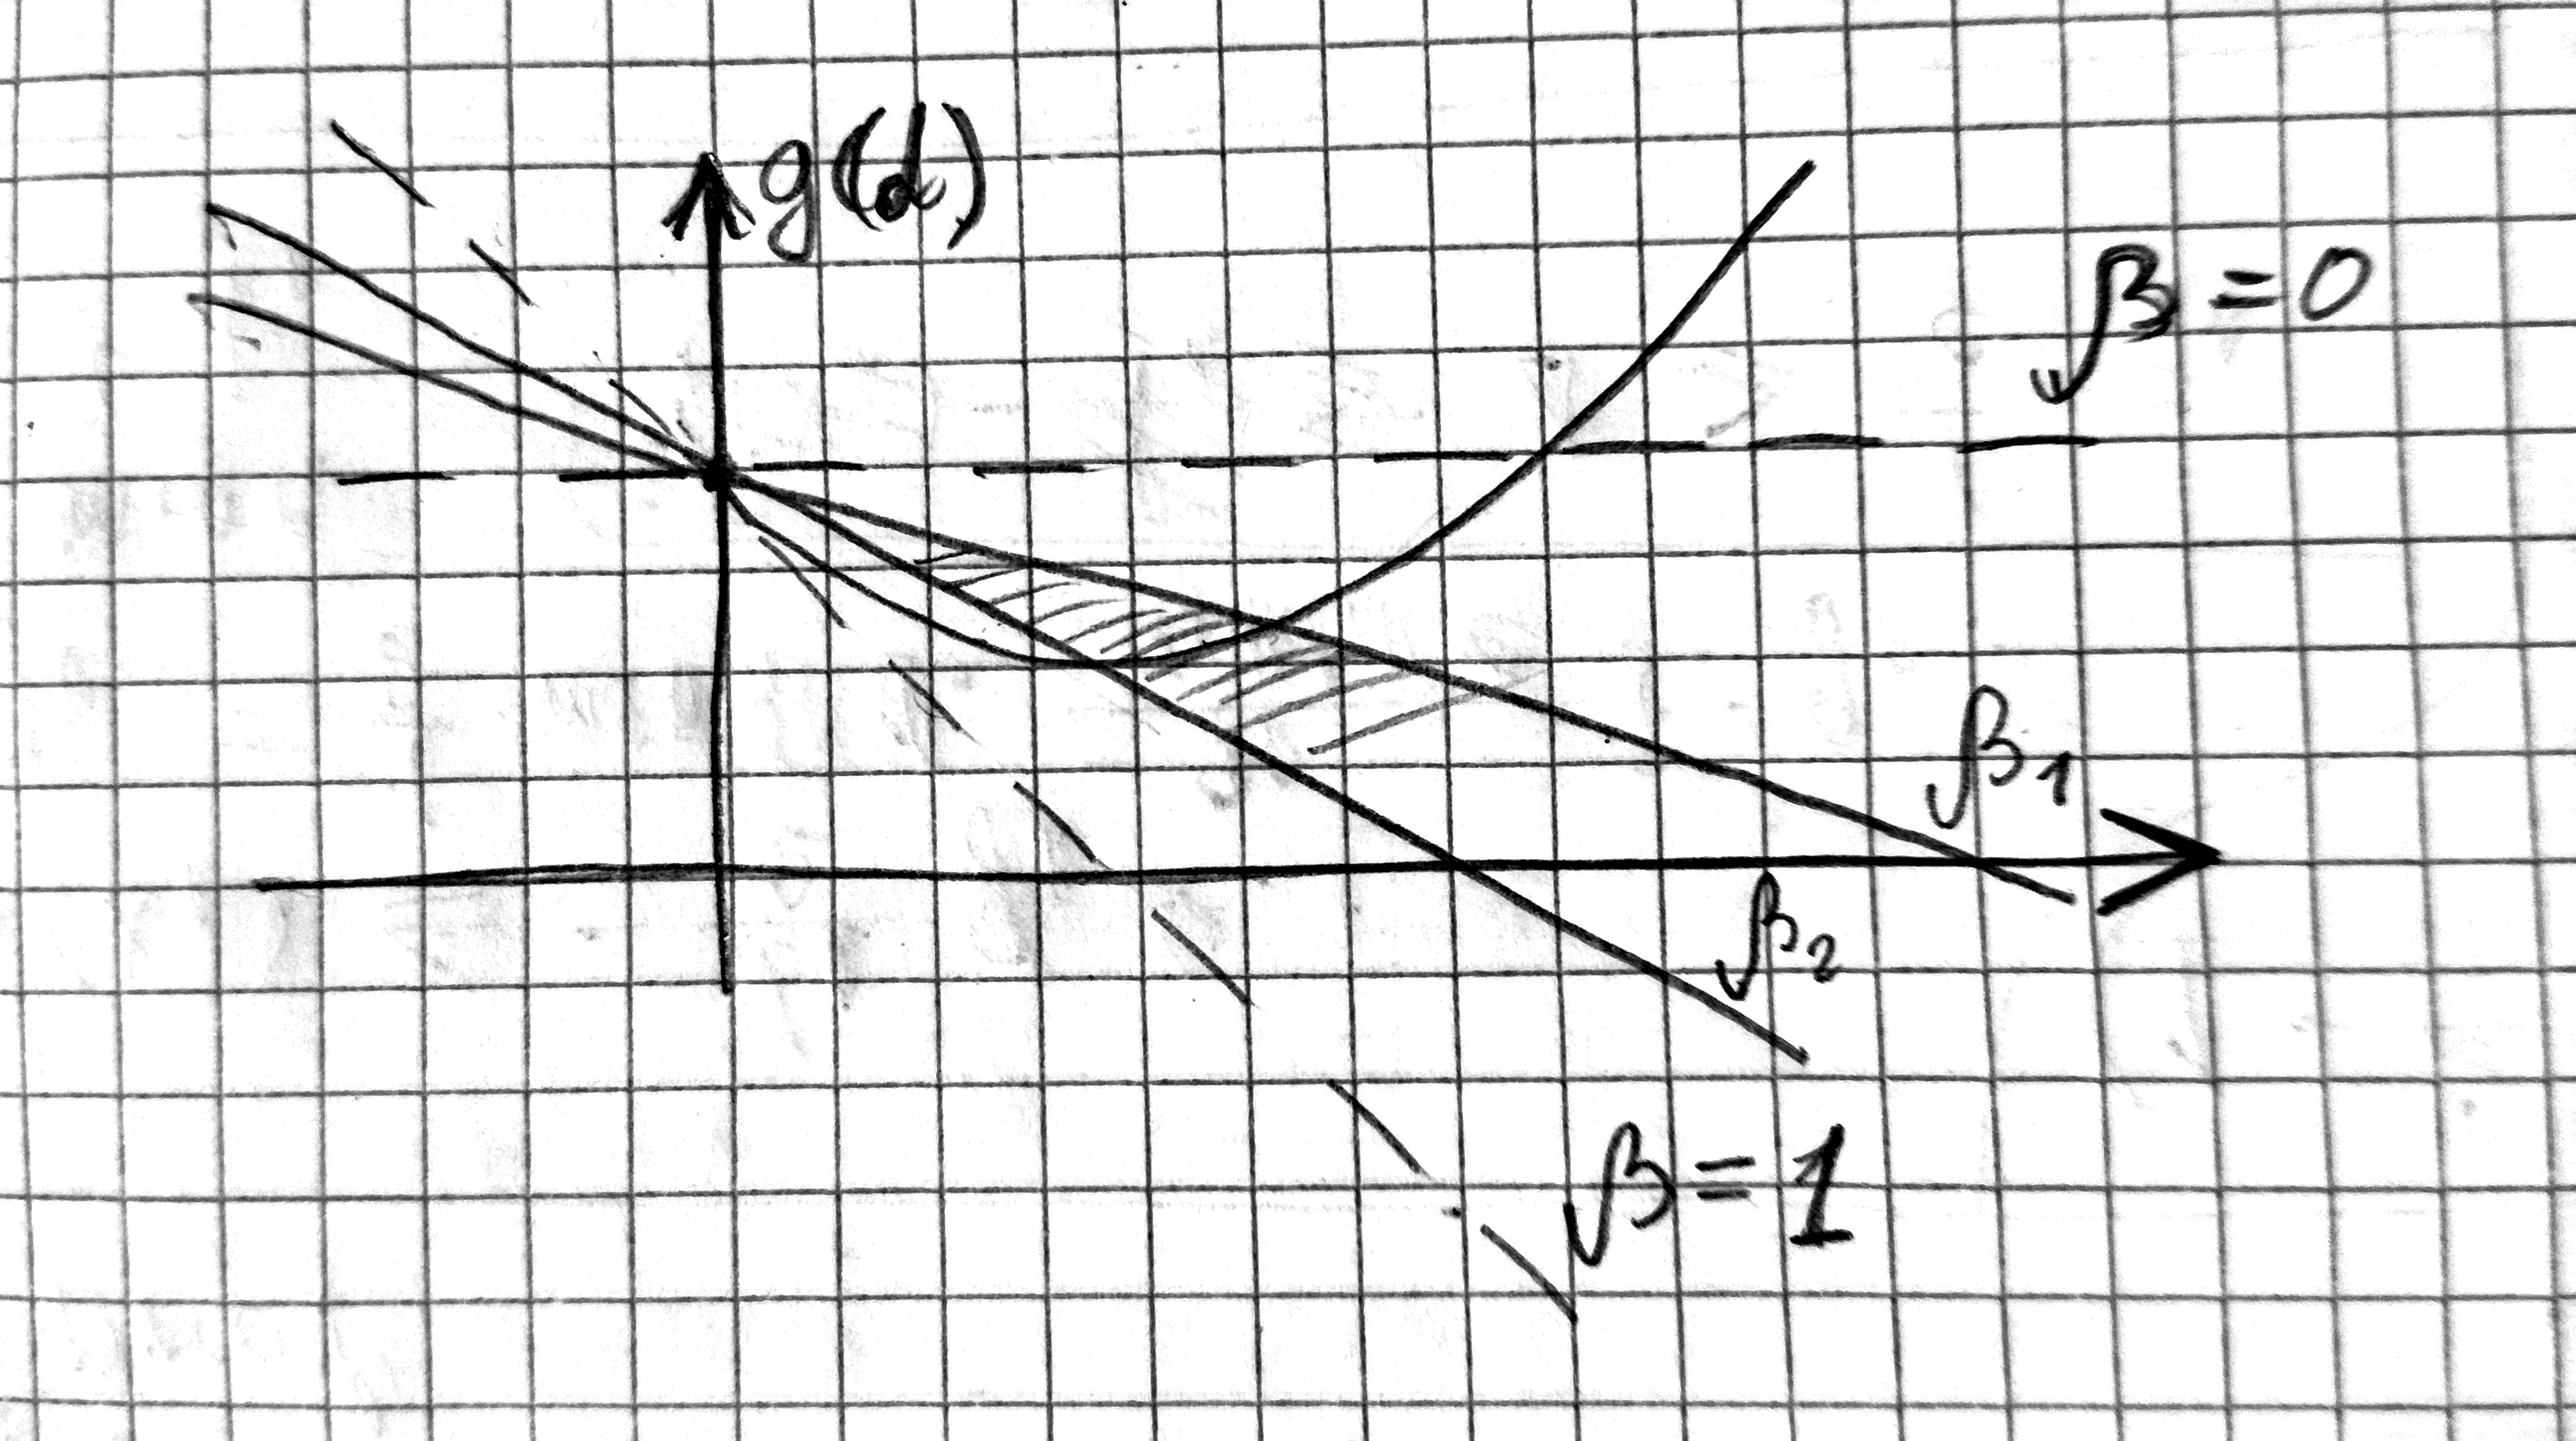 g(d)
β = 0
β₁
β₂
β = 1